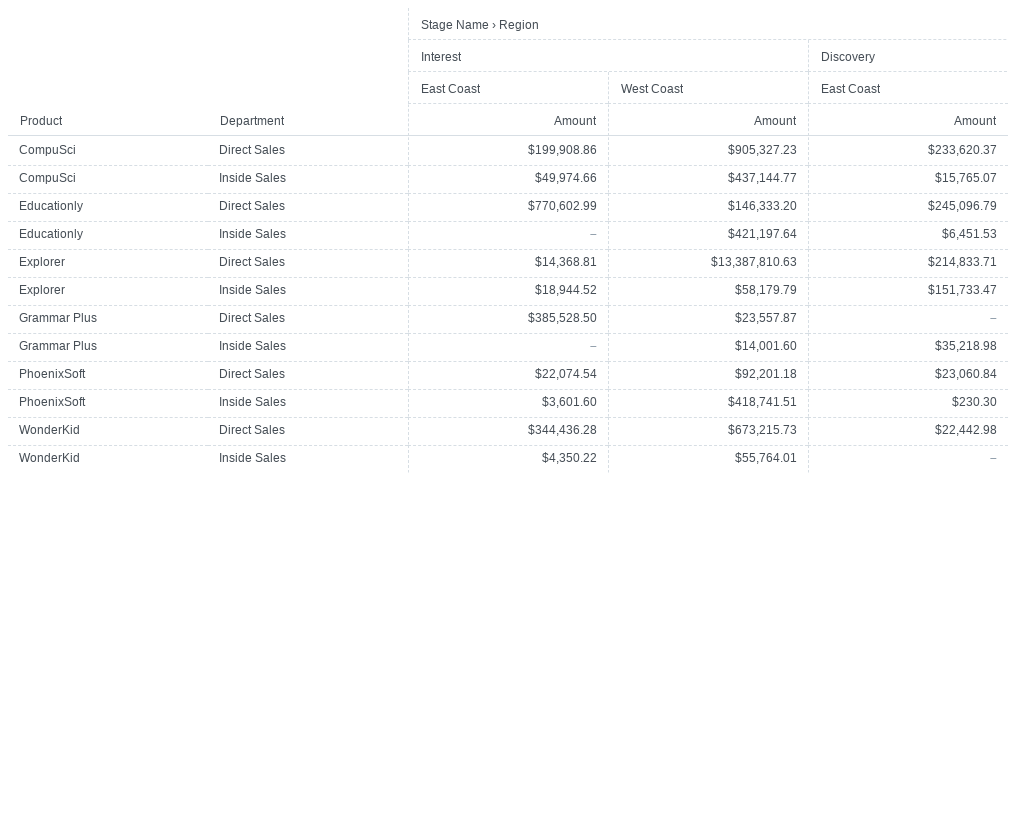 Stage Name › Region
Interest Discovery
East Coast West Coast East Coast
Product Department Amount Amount Amount
CompuSci Direct Sales $199,908.86 $905,327.23 $233,620.37
CompuSci Inside Sales $49,974.66 $437,144.77 $15,765.07
Educationly Direct Sales $770,602.99 $146,333.20 $245,096.79
Educationly Inside Sales – $421,197.64 $6,451.53
Explorer Direct Sales $14,368.81 $13,387,810.63 $214,833.71
Explorer Inside Sales $18,944.52 $58,179.79 $151,733.47
Grammar Plus Direct Sales $385,528.50 $23,557.87 –
Grammar Plus Inside Sales – $14,001.60 $35,218.98
PhoenixSoft Direct Sales $22,074.54 $92,201.18 $23,060.84
PhoenixSoft Inside Sales $3,601.60 $418,741.51 $230.30
WonderKid Direct Sales $344,436.28 $673,215.73 $22,442.98
WonderKid Inside Sales $4,350.22 $55,764.01 –